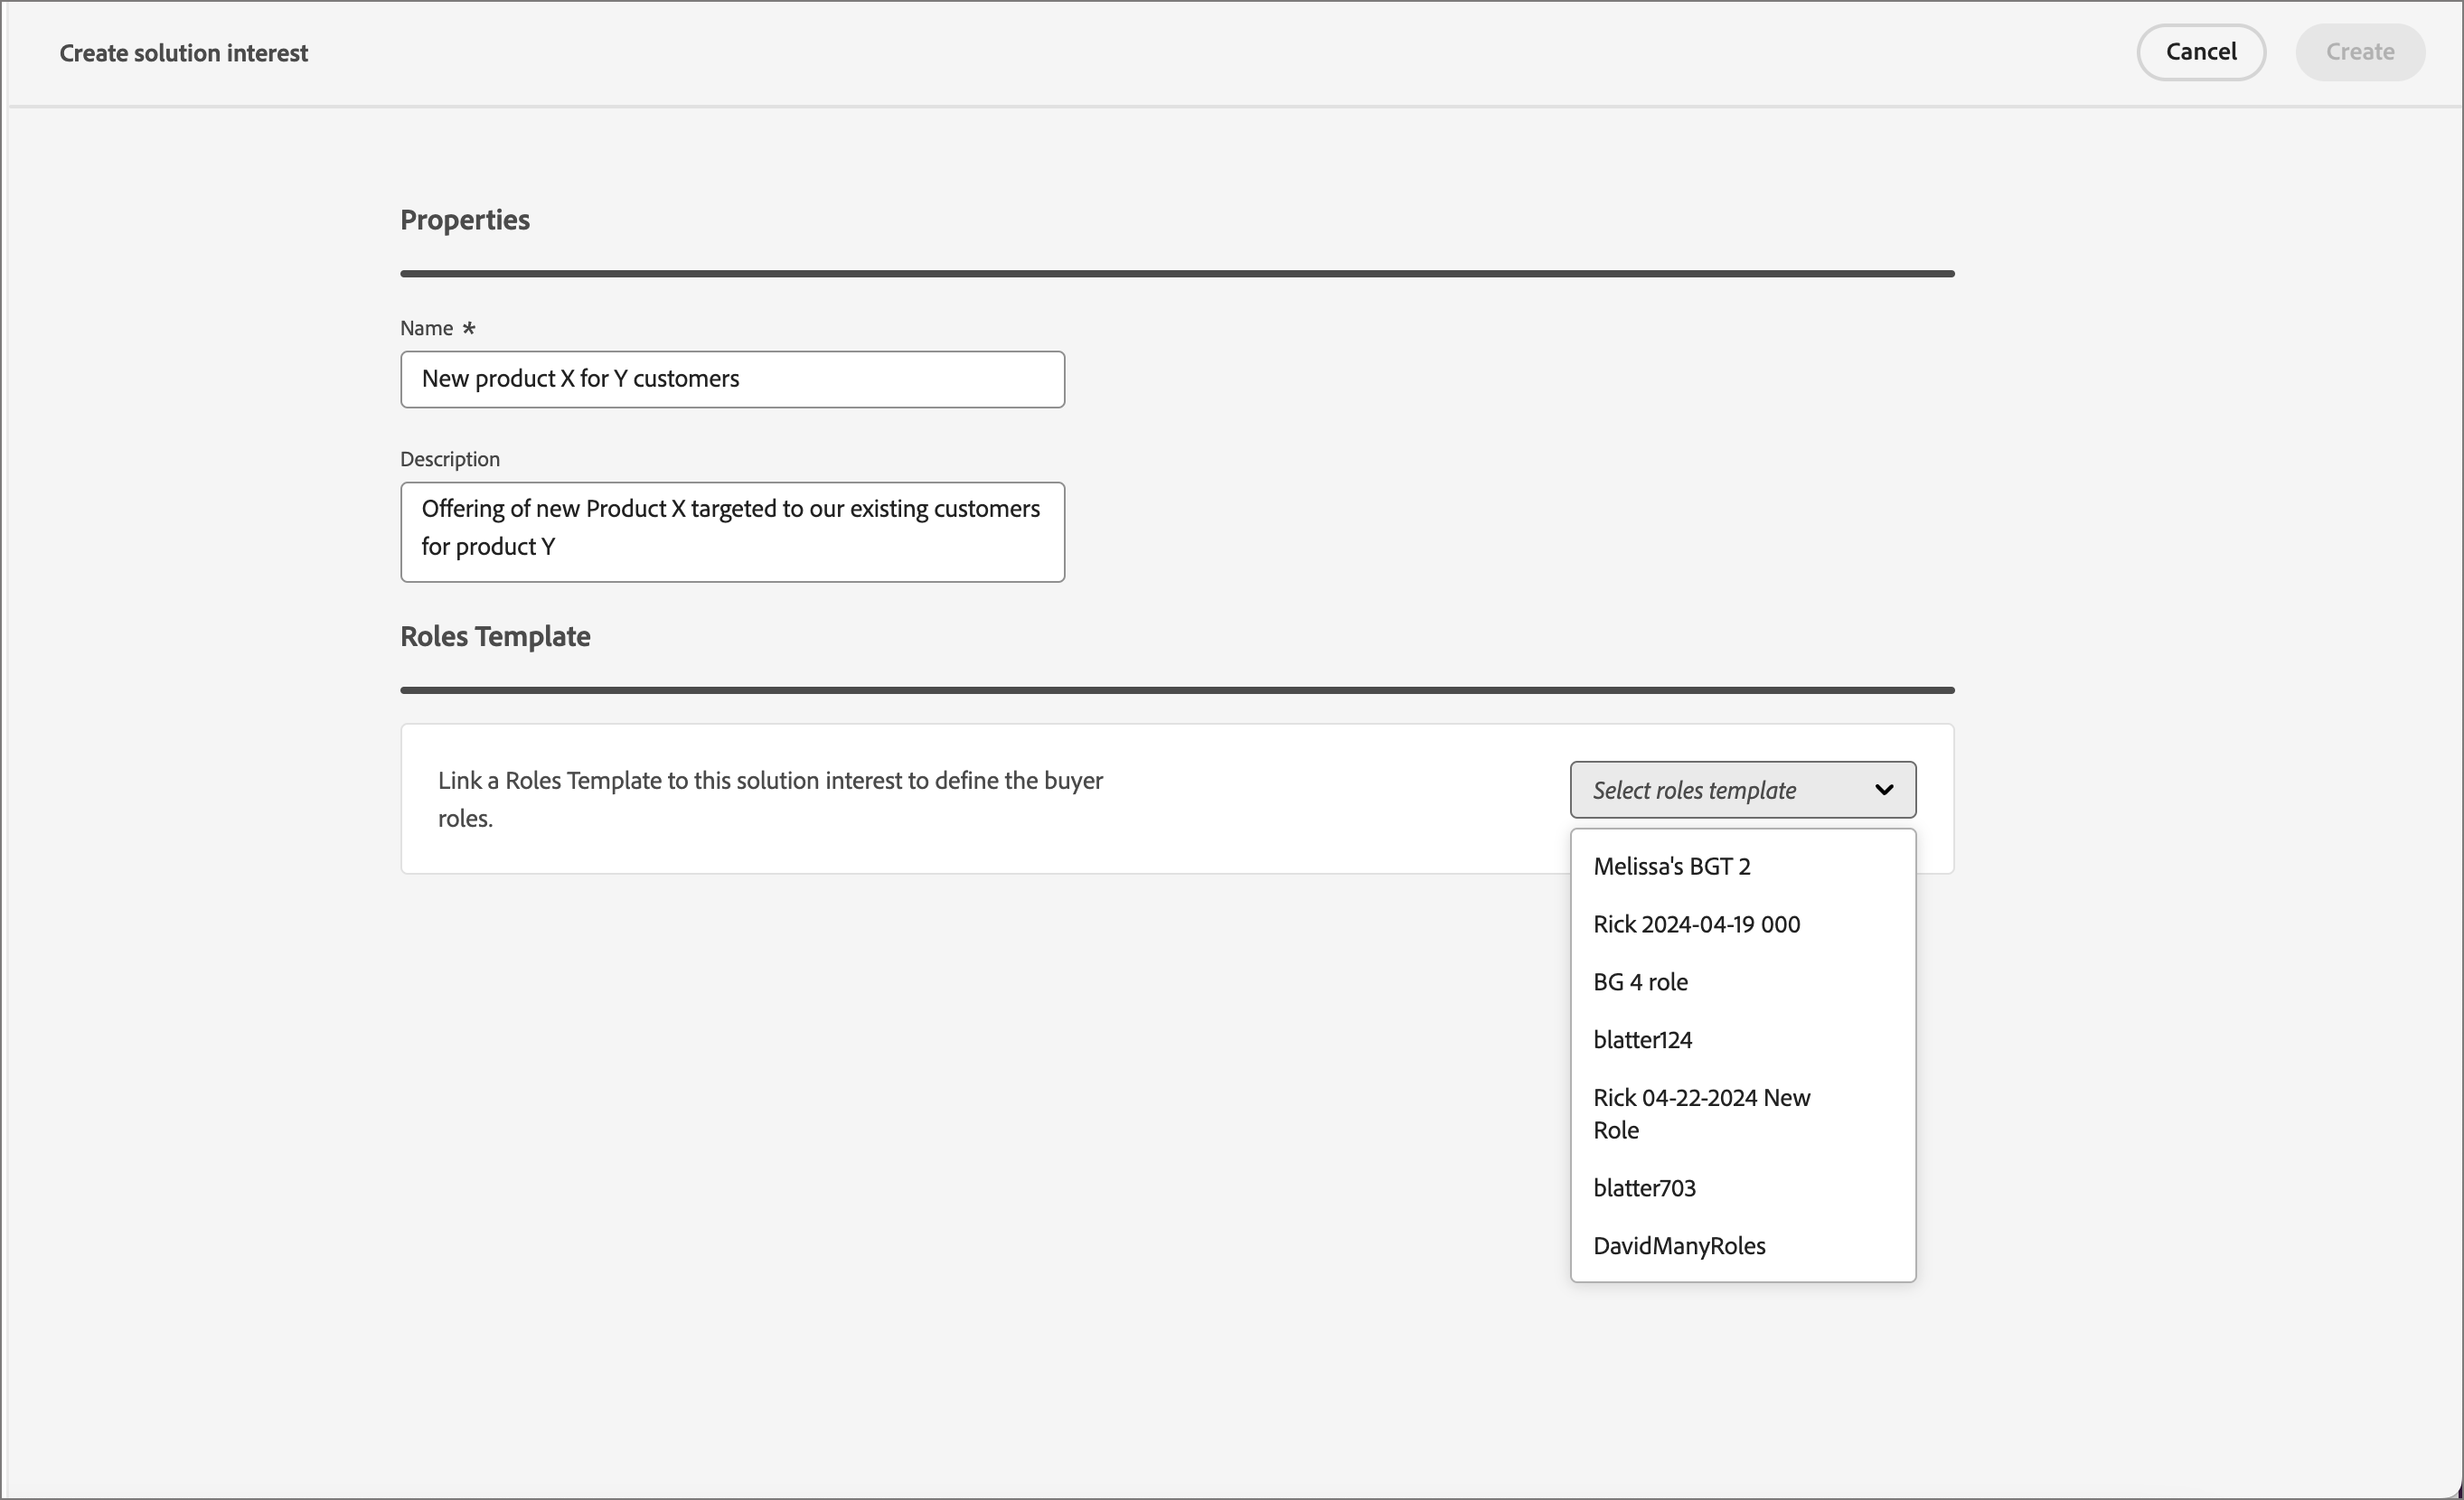 Create solution interest
Cancel
Create
Properties
Name *
New product X for Y customers
Description
Offering of new Product X targeted to our existing customers
for product Y
Roles Template
Link a Roles Template to this solution interest to define the buyer
roles.
Select roles template
Melissa's BGT 2
Rick 2024-04-19 000
BG 4 role
blatter124
Rick 04-22-2024 New
Role
blatter703
DavidManyRoles